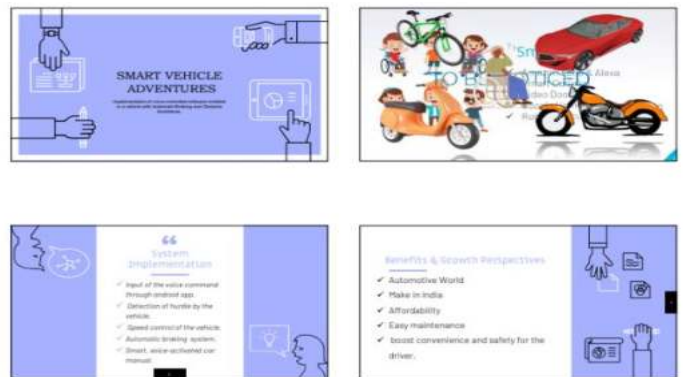 SMART VEHICLE
ADVENTURES
TO BE NOTICED
& Alexa
❝
System
Implementation
✓ Input of the voice command
through android app.
✓ Detection of hurdle by the
vehicle.
✓ Speed control of the vehicle.
✓ Automatic braking system.
✓ Smart, voice-activated car
manual.
Benefits & Growth Perspectives
✓ Automotive World
✓ Make in India
✓ Affordability
✓ Easy maintenance
✓ boost convenience and safety for the
driver.